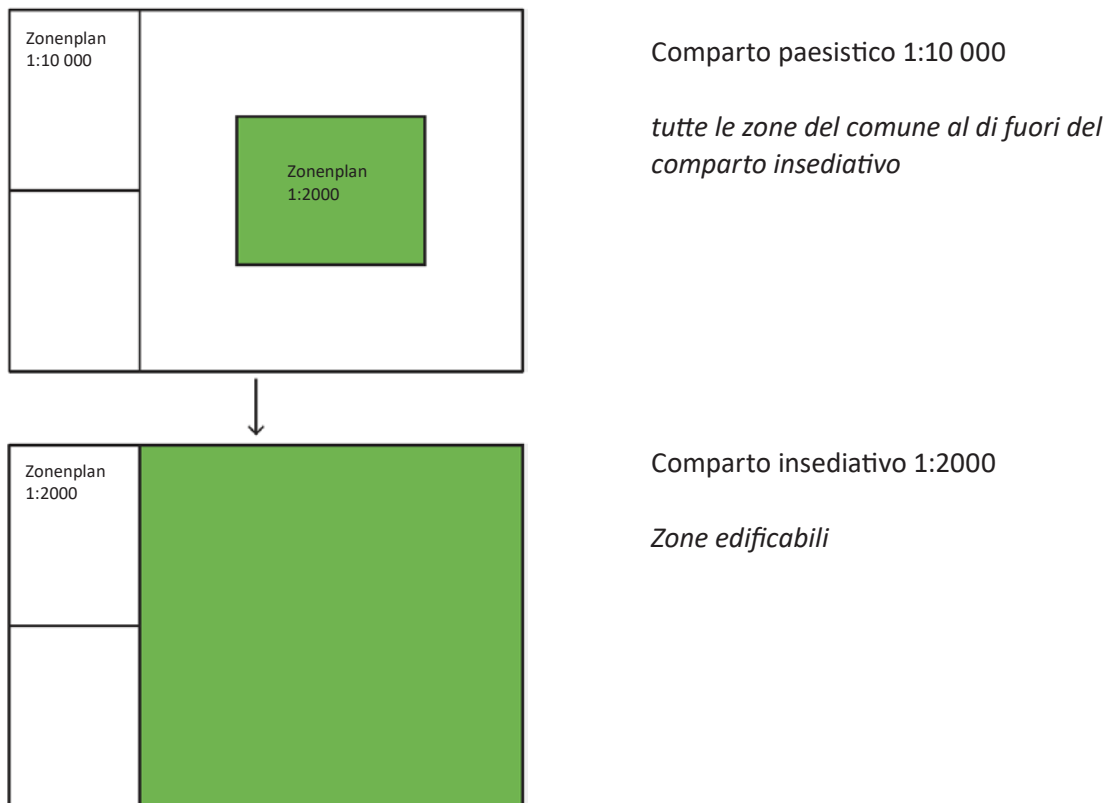 Zonenplan
1:10 000
Zonenplan
1:2000
Comparto paesistico 1:10 000
tutte le zone del comune al di fuori del
comparto insediativo
Zonenplan
1:2000
Comparto insediativo 1:2000
Zone edificabili